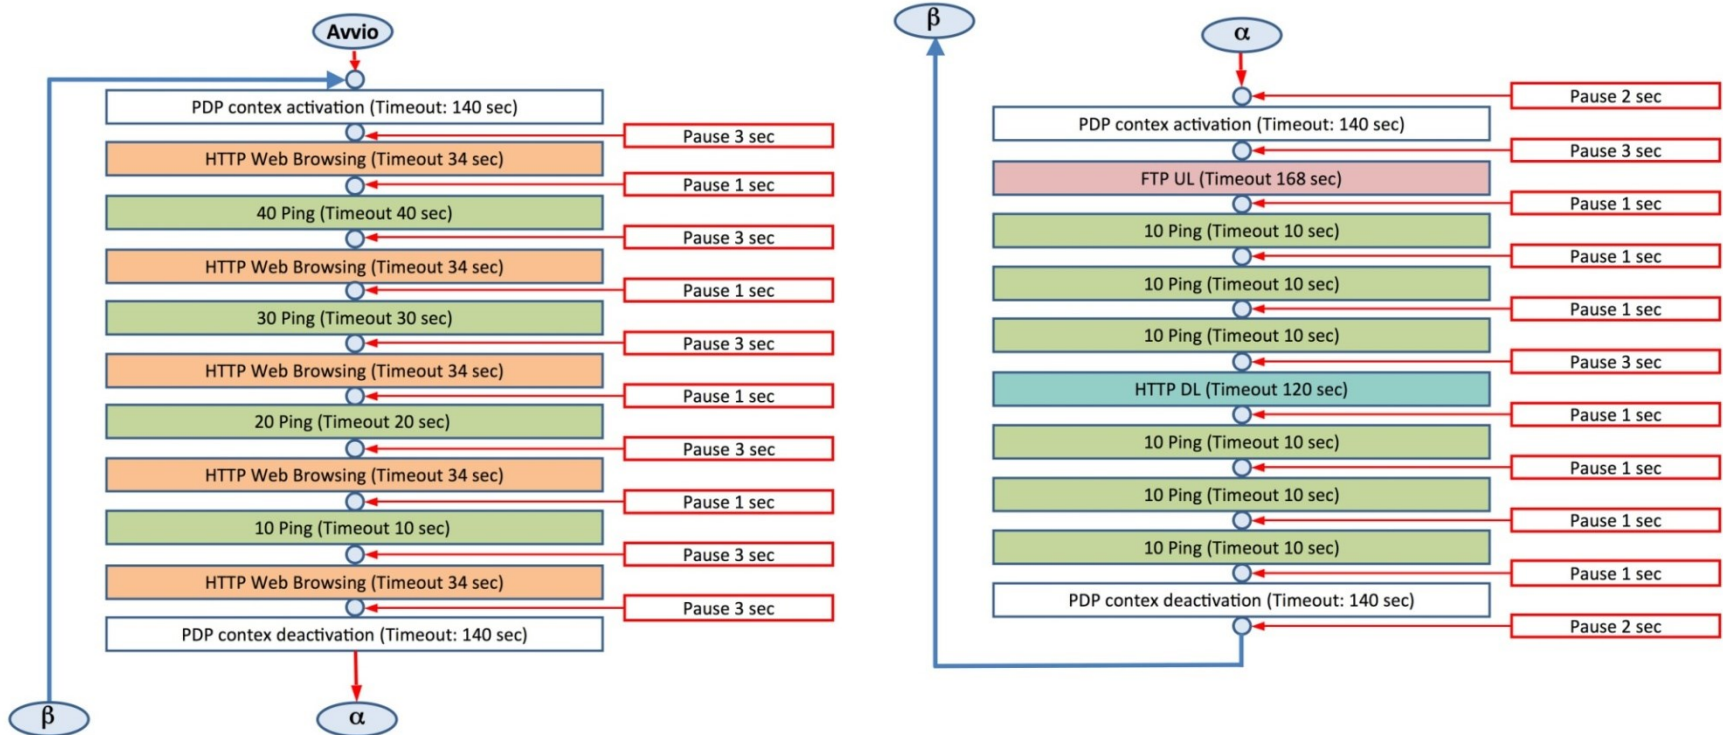 Avvio
PDP contex activation (Timeout: 140 sec)
Pause 3 sec
HTTP Web Browsing (Timeout 34 sec)
Pause 1 sec
40 Ping (Timeout 40 sec)
Pause 3 sec
HTTP Web Browsing (Timeout 34 sec)
Pause 1 sec
30 Ping (Timeout 30 sec)
Pause 3 sec
HTTP Web Browsing (Timeout 34 sec)
Pause 1 sec
20 Ping (Timeout 20 sec)
Pause 3 sec
HTTP Web Browsing (Timeout 34 sec)
Pause 1 sec
10 Ping (Timeout 10 sec)
Pause 3 sec
HTTP Web Browsing (Timeout 34 sec)
Pause 3 sec
PDP contex deactivation (Timeout: 140 sec)
β
α
β
α
Pause 2 sec
PDP contex activation (Timeout: 140 sec)
Pause 3 sec
FTP UL (Timeout 168 sec)
Pause 1 sec
10 Ping (Timeout 10 sec)
Pause 1 sec
10 Ping (Timeout 10 sec)
Pause 1 sec
10 Ping (Timeout 10 sec)
Pause 3 sec
HTTP DL (Timeout 120 sec)
Pause 1 sec
10 Ping (Timeout 10 sec)
Pause 1 sec
10 Ping (Timeout 10 sec)
Pause 1 sec
10 Ping (Timeout 10 sec)
Pause 1 sec
PDP contex deactivation (Timeout: 140 sec)
Pause 2 sec